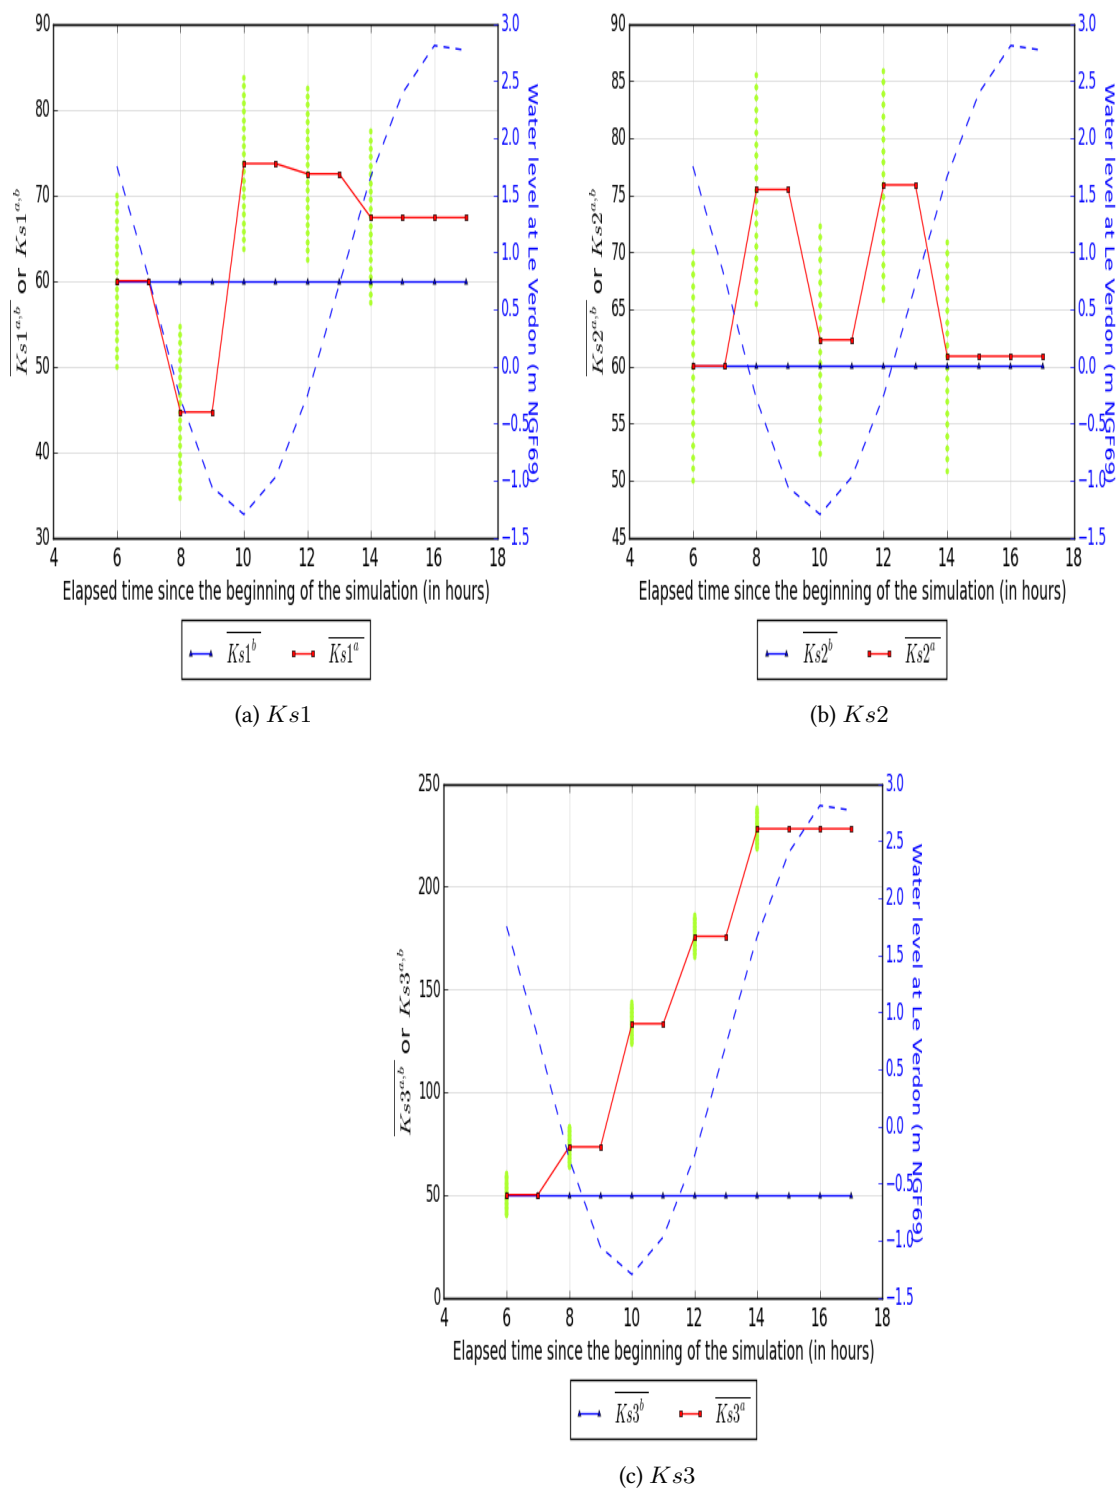 90
80
70
60
50
40
30
4 6 8 10 12 14 16 18
3.0
2.5
2.0
1.5
1.0
0.5
0.0
−0.5
−1.0
−1.5
Ks1^{a,b} or Ks1^{a,b}
Water level at Le Verdon (m NGF69)
Elapsed time since the beginning of the simulation (in hours)
Ks1^b Ks1^a
(a) Ks1
90
85
80
75
70
65
60
55
50
45
4 6 8 10 12 14 16 18
3.0
2.5
2.0
1.5
1.0
0.5
0.0
−0.5
−1.0
−1.5
Ks2^{a,b} or Ks2^{a,b}
Water level at Le Verdon (m NGF69)
Elapsed time since the beginning of the simulation (in hours)
Ks2^b Ks2^a
(b) Ks2
250
200
150
100
50
0
4 6 8 10 12 14 16 18
3.0
2.5
2.0
1.5
1.0
0.5
0.0
−0.5
−1.0
−1.5
Ks3^{a,b} or Ks3^{a,b}
Water level at Le Verdon (m NGF69)
Elapsed time since the beginning of the simulation (in hours)
Ks3^b Ks3^a
(c) Ks3